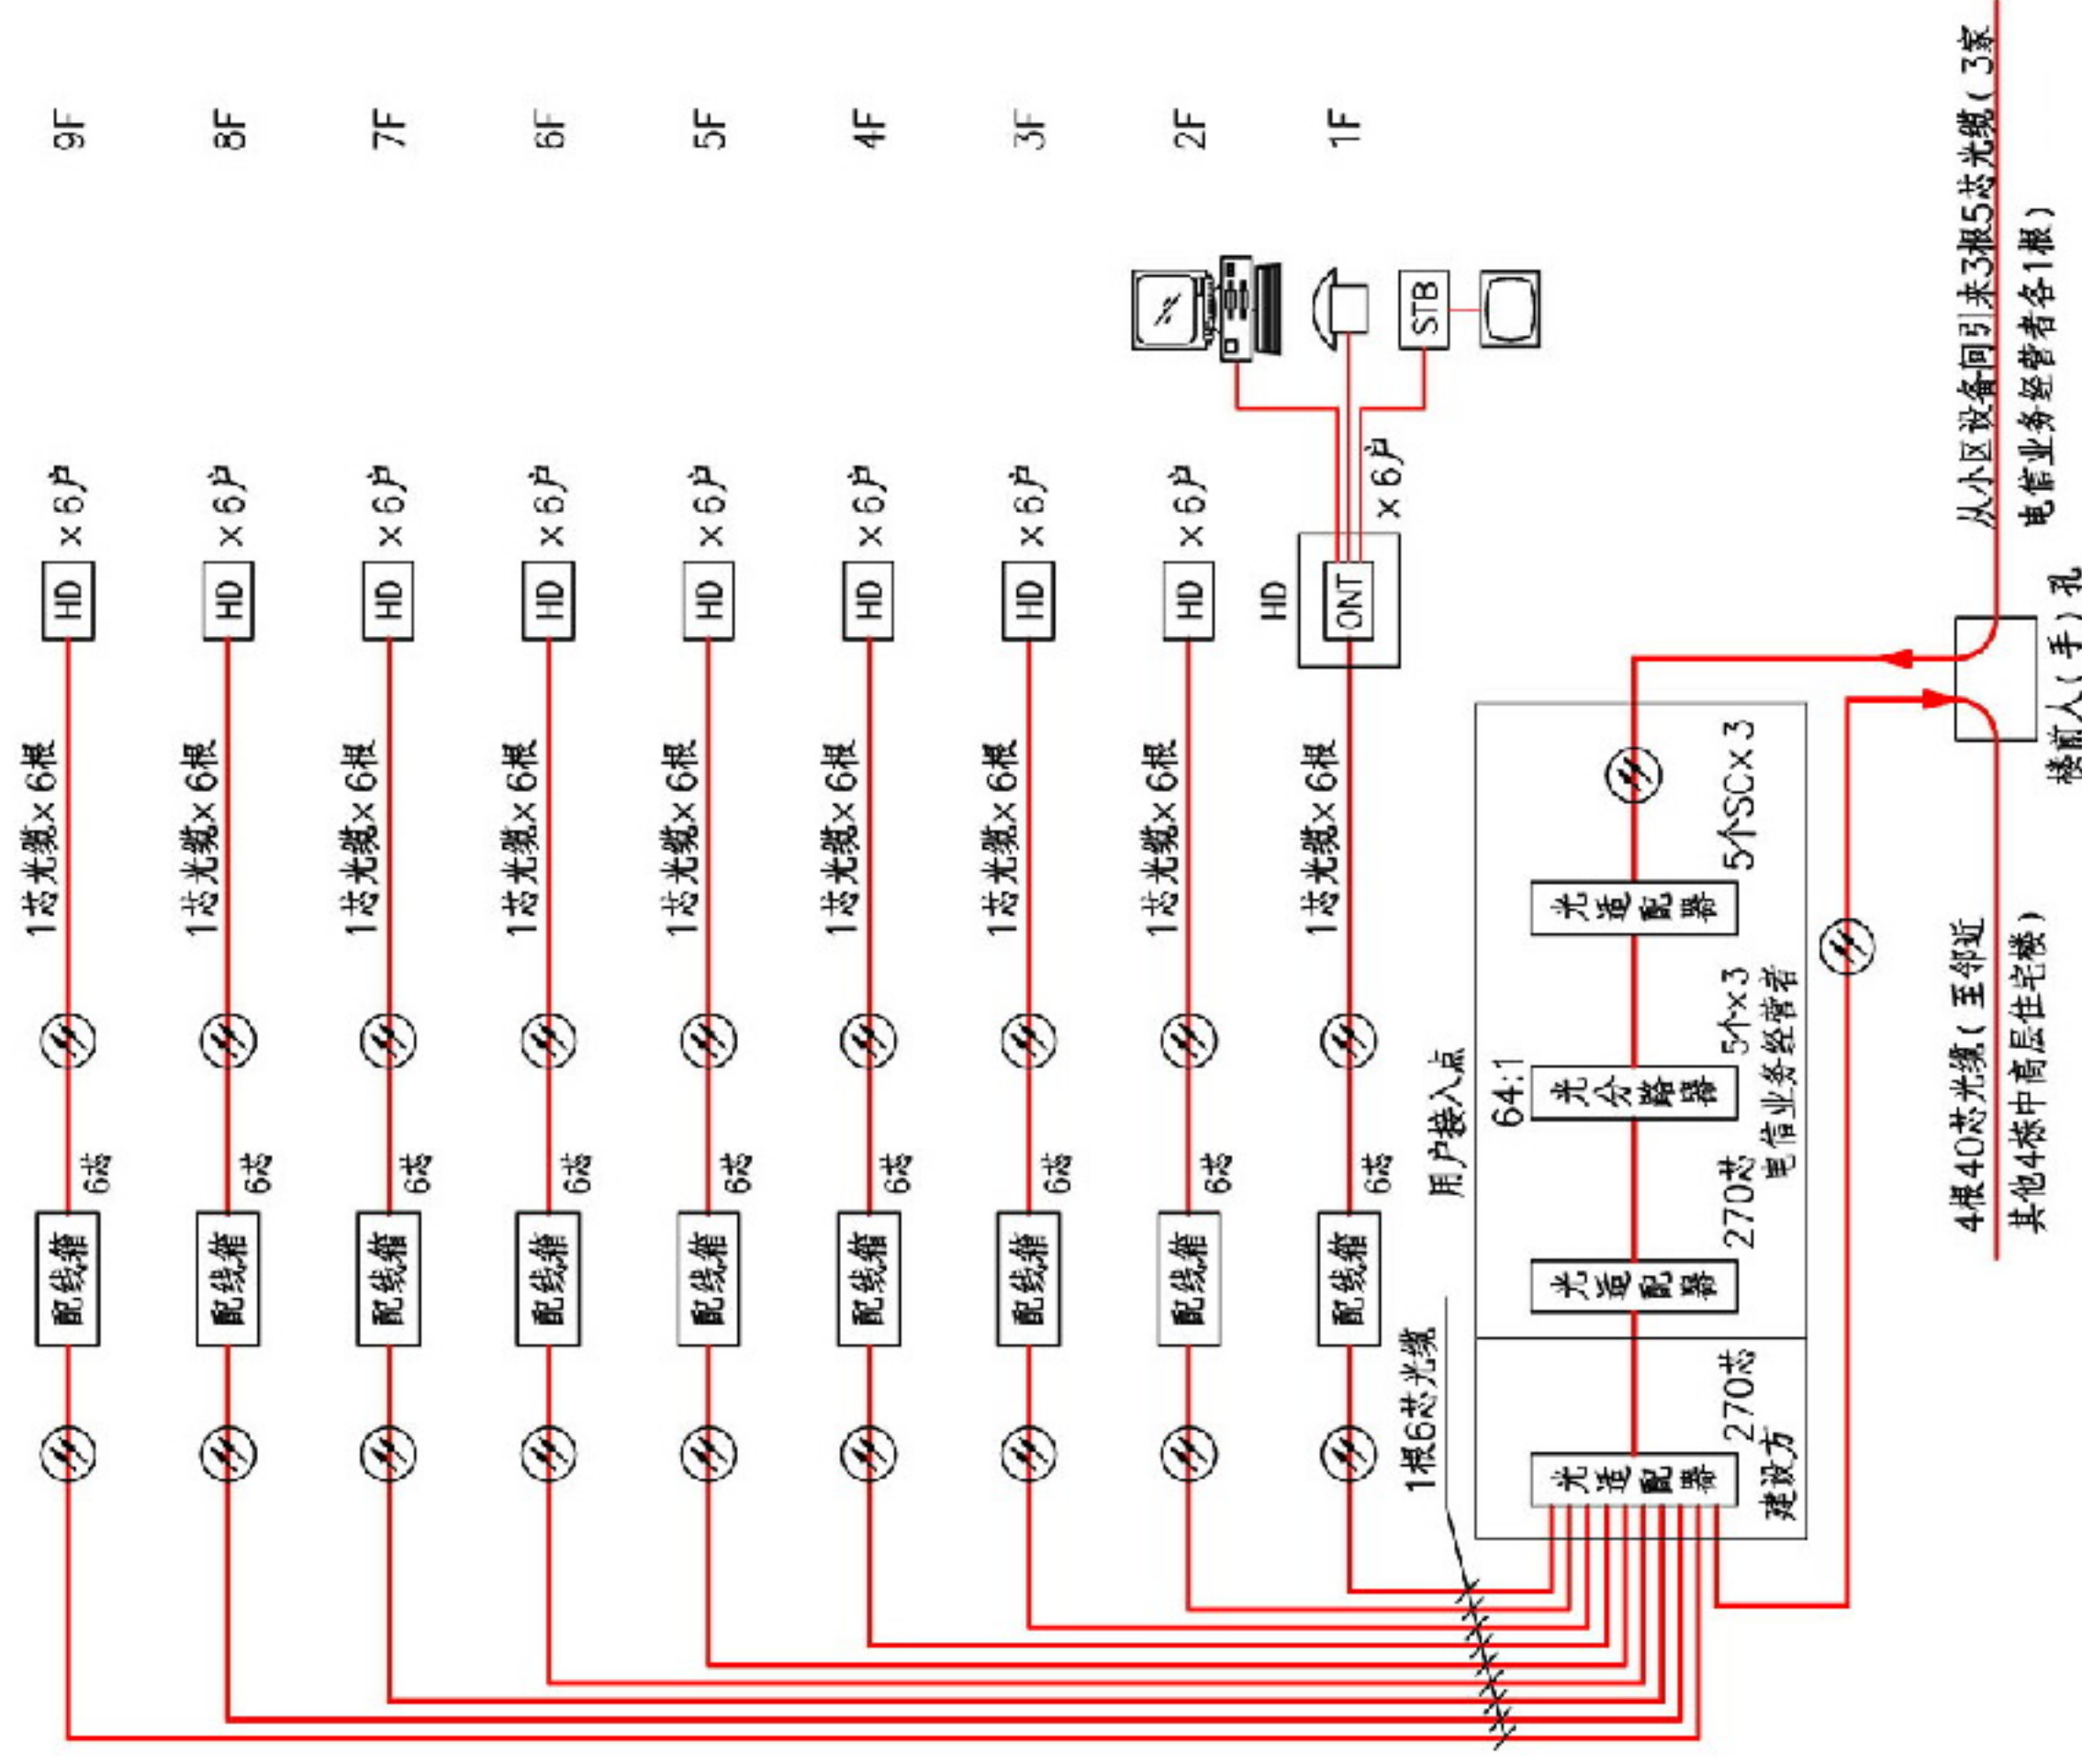 配线箱
6芯
1芯光缆×6根
HD
×6户
9F
配线箱
6芯
1芯光缆×6根
HD
×6户
8F
配线箱
6芯
1芯光缆×6根
HD
×6户
7F
配线箱
6芯
1芯光缆×6根
HD
×6户
6F
配线箱
6芯
1芯光缆×6根
HD
×6户
5F
配线箱
6芯
1芯光缆×6根
HD
×6户
4F
配线箱
6芯
1芯光缆×6根
HD
×6户
3F
配线箱
6芯
1芯光缆×6根
HD
×6户
2F
配线箱
6芯
1芯光缆×6根
HD
ONT
×6户
1F
STB
1根6芯光缆
用户接入点
64:1
光适配器
光适配器
光分路器
光适配器
270芯
270芯
5个×3
5个SC×3
建设方
电信业务经营者
4根40芯光缆(至邻近
其他4栋中高层住宅楼)
楼前人(手)孔
从小区设备间引来3根5芯光缆(3家
电信业务经营者各1根)